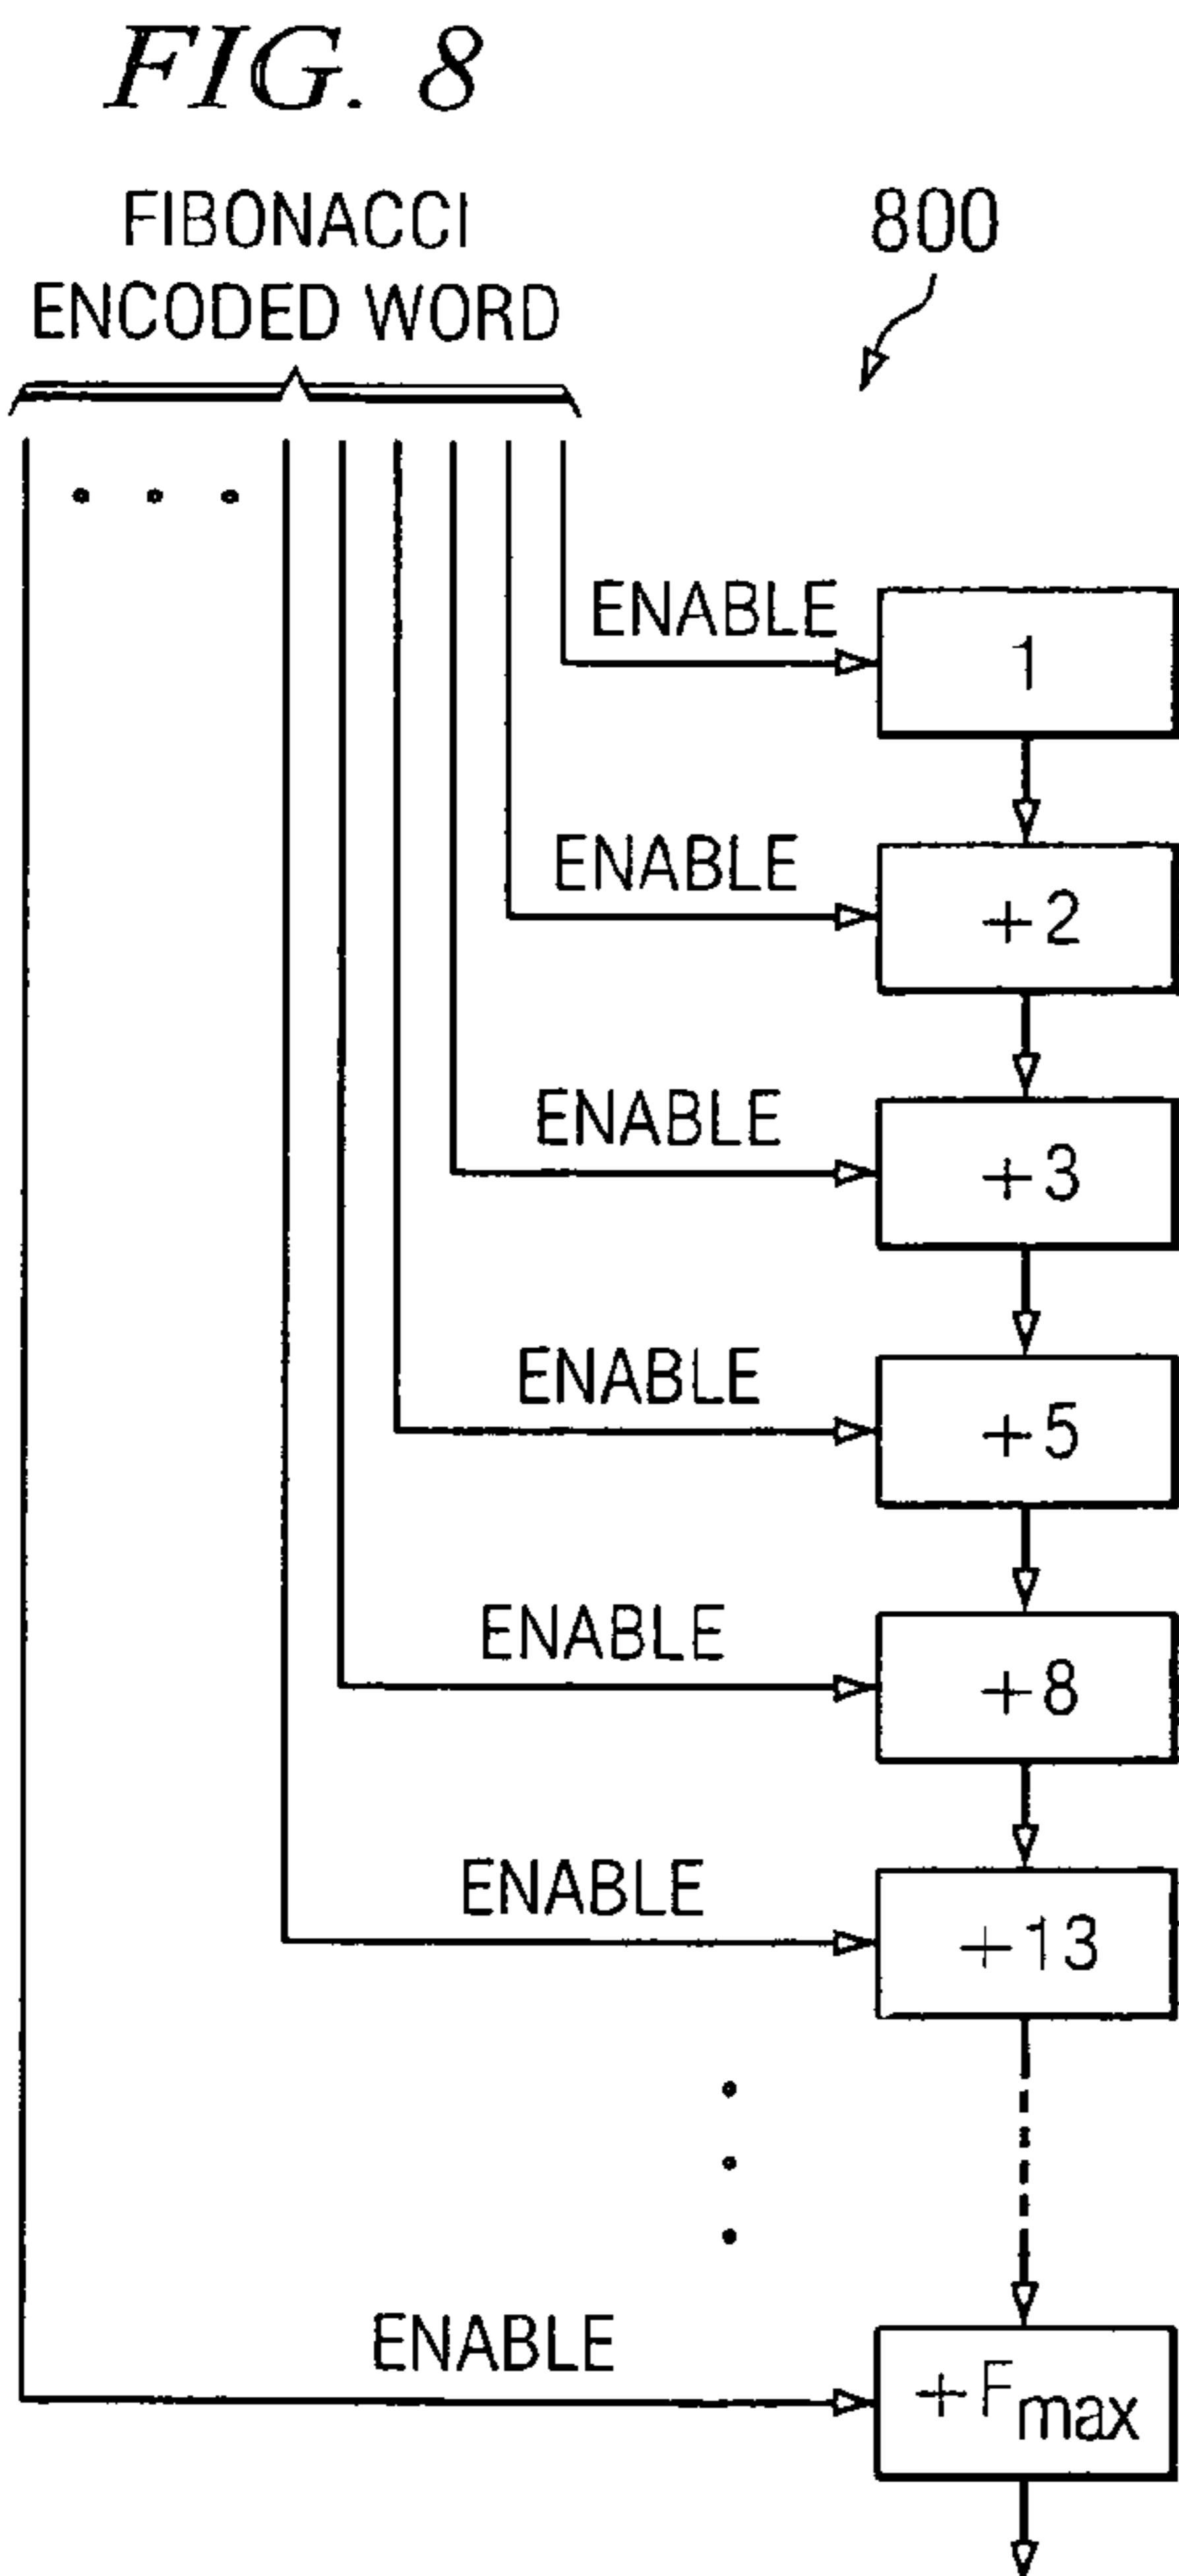 FIG. 8
FIBONACCI
ENCODED WORD
800
ENABLE
1
ENABLE
+2
ENABLE
+3
ENABLE
+5
ENABLE
+8
ENABLE
+13
ENABLE
+Fmax